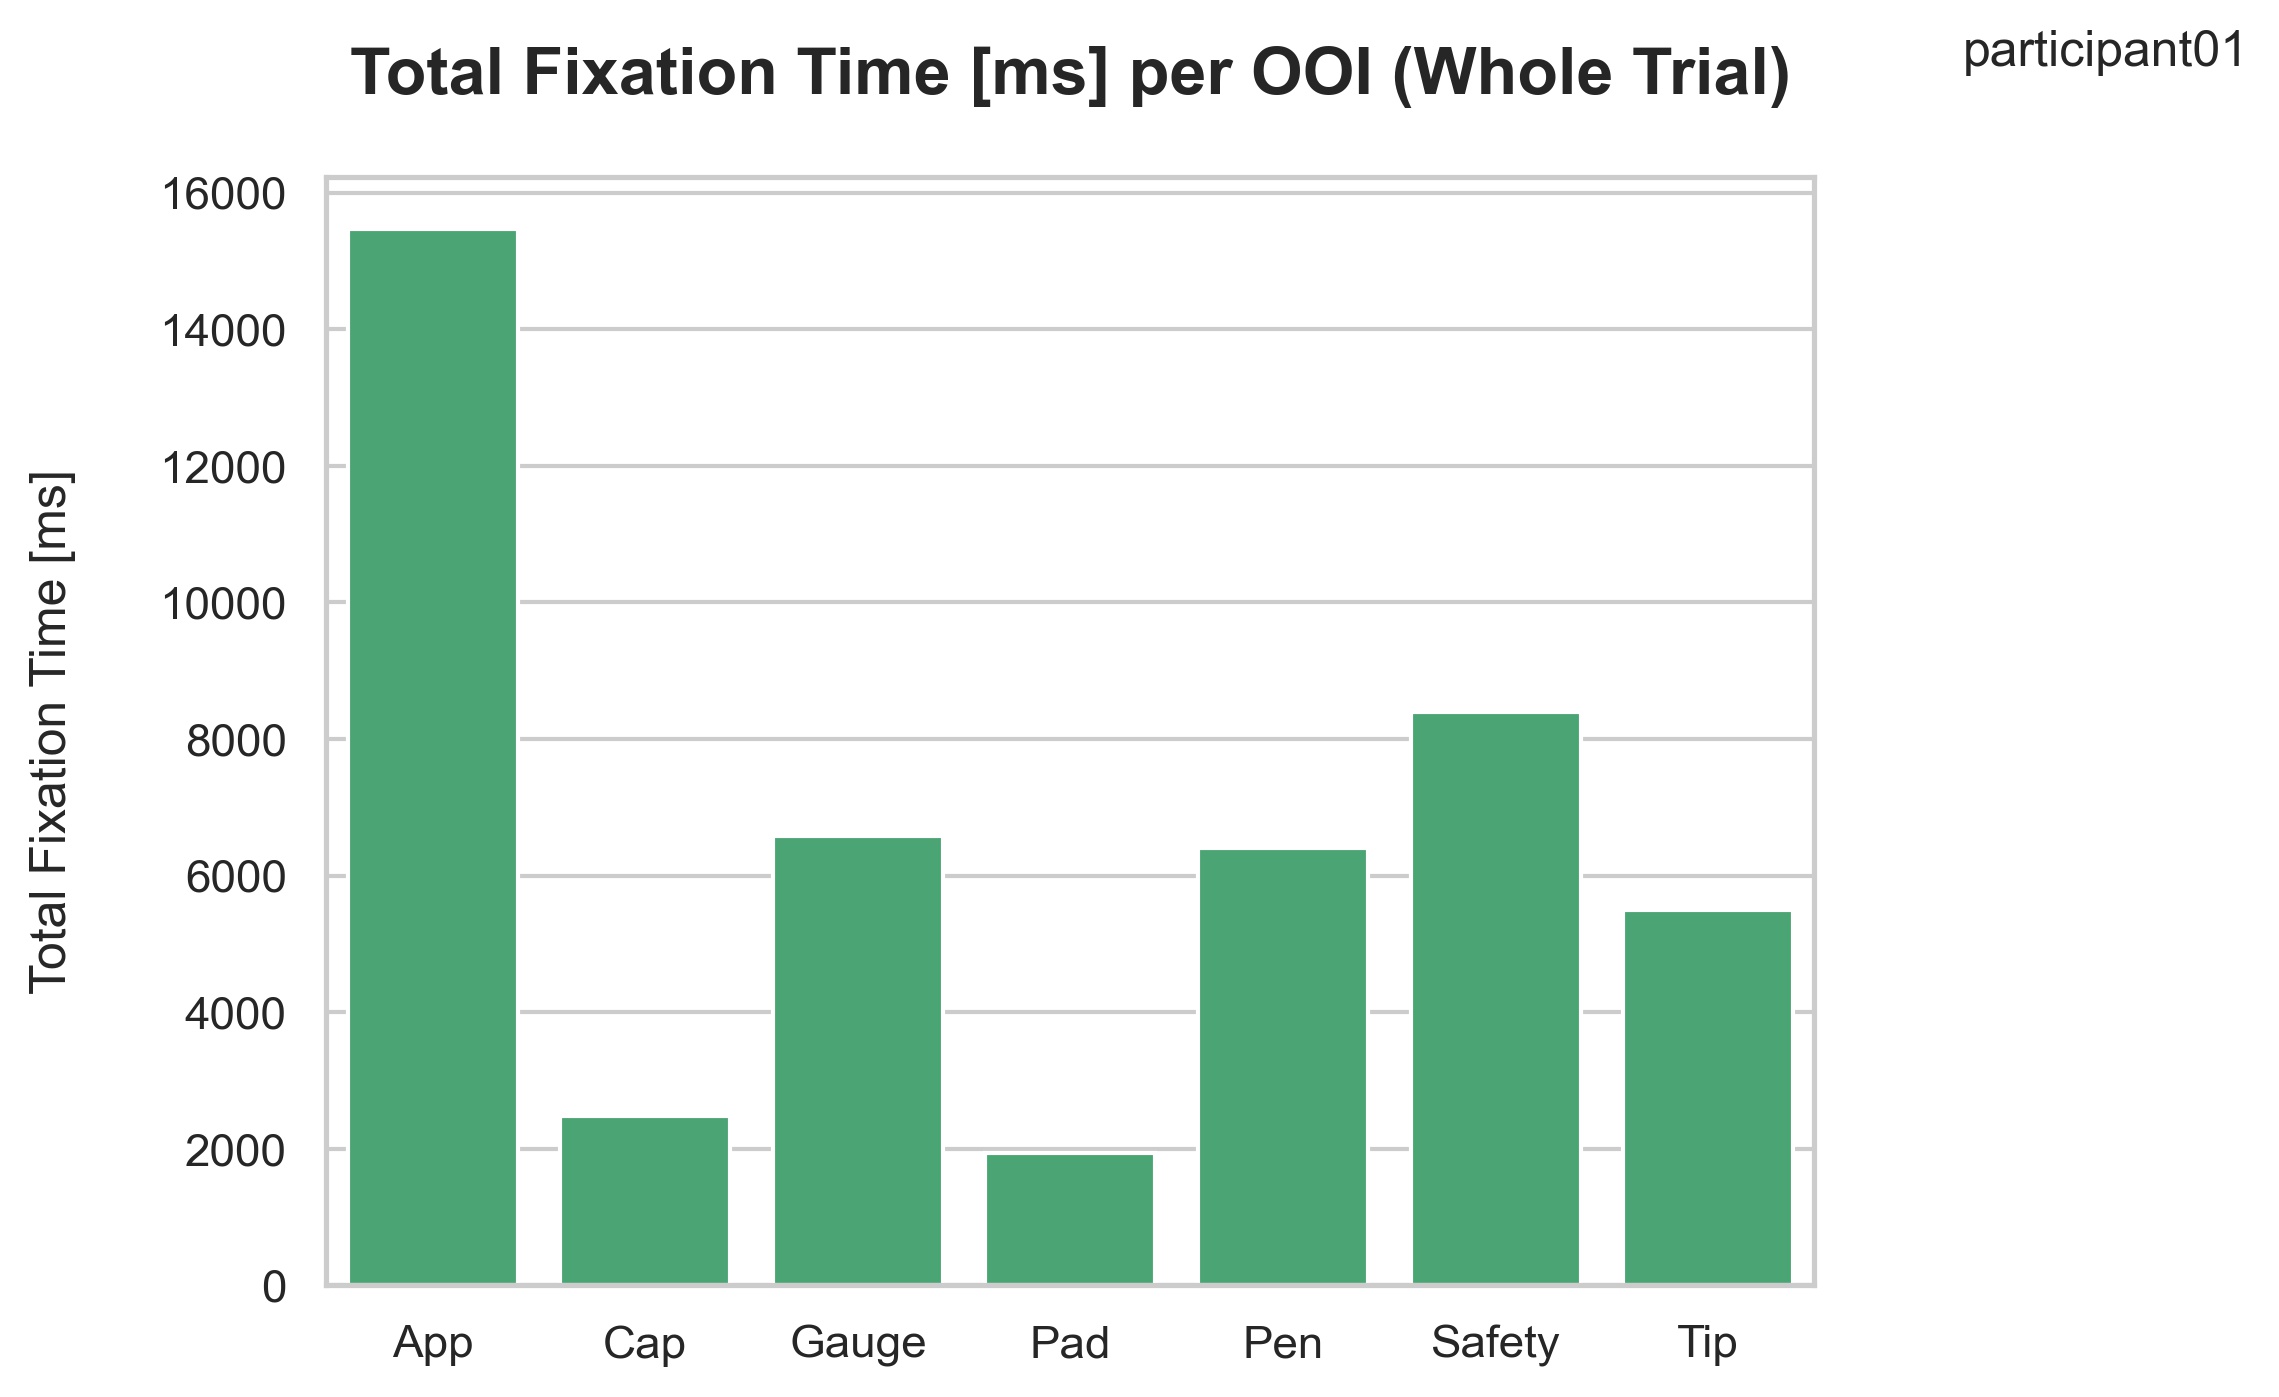 participant01
Total Fixation Time [ms] per OOI (Whole Trial)
Total Fixation Time [ms]
16000
14000
12000
10000
8000
6000
4000
2000
0
App Cap Gauge Pad Pen Safety Tip